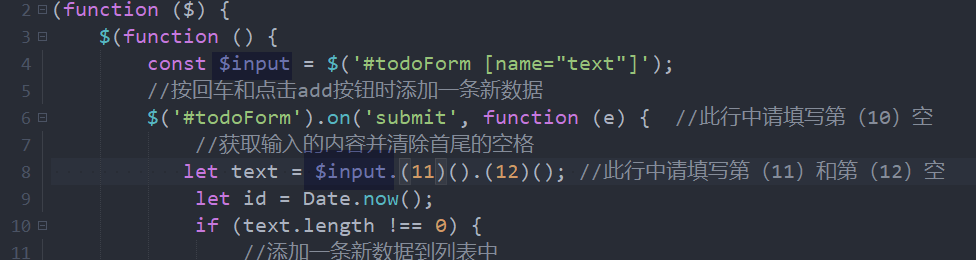 2 (function ($) {
3 $(function () {
4 const $input = $('#todoForm [name="text"]');
5 //按回车和点击add按钮时添加一条新数据
6 $('#todoForm').on('submit', function (e) { //此行中请填写第（10）空
7 //获取输入的内容并清除首尾的空格
8 let text = $input.(11)().(12)(); //此行中请填写第（11）和第（12）空
9 let id = Date.now();
10 if (text.length !== 0) {
11 //添加一条新数据到列表中